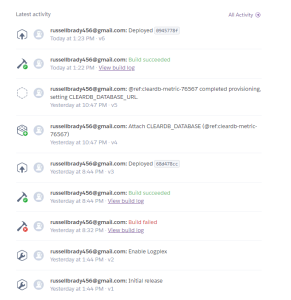 Latest activity
All Activity
russellbrady456@gmail.com: Deployed
Today at 1:23 PM · v6
russellbrady456@gmail.com: Build succeeded
Today at 1:22 PM · View build log
russellbrady456@gmail.com: @ref:cleardb-metric-76567 completed provisioning,
setting CLEARDB_DATABASE_URL.
Yesterday at 10:47 PM · v5
russellbrady456@gmail.com: Attach CLEARDB_DATABASE (@ref:cleardb-metric-
76567)
Yesterday at 10:47 PM · v4
russellbrady456@gmail.com: Deployed
Yesterday at 8:44 PM · v3
russellbrady456@gmail.com: Build succeeded
Yesterday at 8:44 PM · View build log
russellbrady456@gmail.com: Build failed
Yesterday at 8:32 PM · View build log
russellbrady456@gmail.com: Enable Logplex
Yesterday at 1:44 PM · v2
russellbrady456@gmail.com: Initial release
Yesterday at 1:44 PM · v1